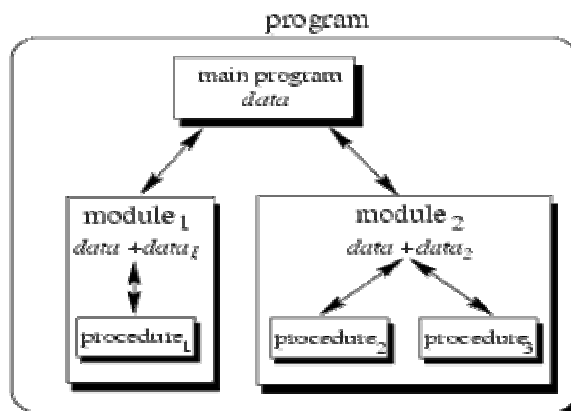 program
main program
data
module₁
data +data₁
procedure₁
module₂
data +data₂
procedure₂
procedure₃